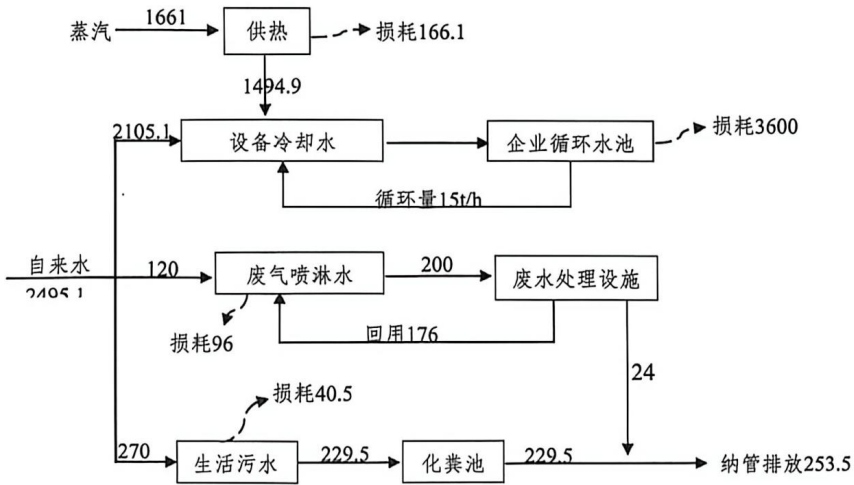 蒸汽 1661 供热 损耗166.1
1494.9
2105.1 设备冷却水 企业循环水池 损耗3600
循环量15t/h
自来水 120 废气喷淋水 200 废水处理设施
2495.1
损耗96 回用176
24
损耗40.5
270 生活污水 229.5 化粪池 229.5 纳管排放253.5